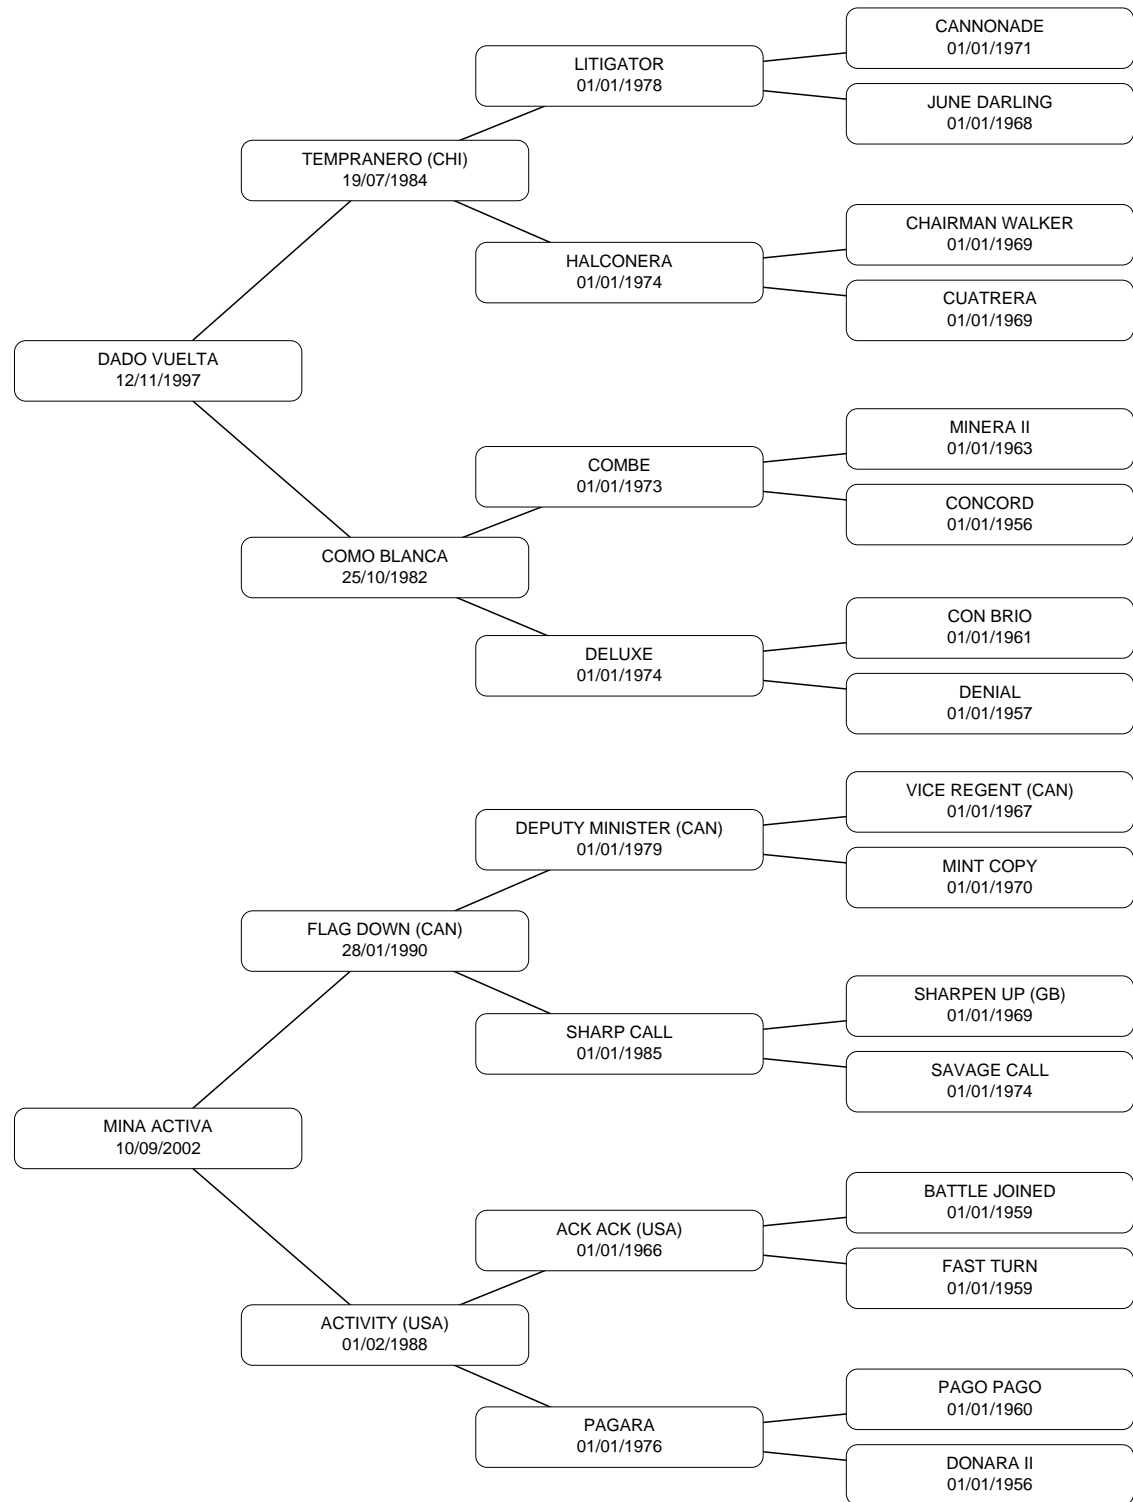 CANNONADE
01/01/1971
LITIGATOR
01/01/1978
JUNE DARLING
01/01/1968
TEMPRANERO (CHI)
19/07/1984
CHAIRMAN WALKER
01/01/1969
HALCONERA
01/01/1974
CUATRERA
01/01/1969
DADO VUELTA
12/11/1997
MINERA II
01/01/1963
COMBE
01/01/1973
CONCORD
01/01/1956
COMO BLANCA
25/10/1982
CON BRIO
01/01/1961
DELUXE
01/01/1974
DENIAL
01/01/1957
VICE REGENT (CAN)
01/01/1967
DEPUTY MINISTER (CAN)
01/01/1979
MINT COPY
01/01/1970
FLAG DOWN (CAN)
28/01/1990
SHARPEN UP (GB)
01/01/1969
SHARP CALL
01/01/1985
SAVAGE CALL
01/01/1974
MINA ACTIVA
10/09/2002
BATTLE JOINED
01/01/1959
ACK ACK (USA)
01/01/1966
FAST TURN
01/01/1959
ACTIVITY (USA)
01/02/1988
PAGO PAGO
01/01/1960
PAGARA
01/01/1976
DONARA II
01/01/1956